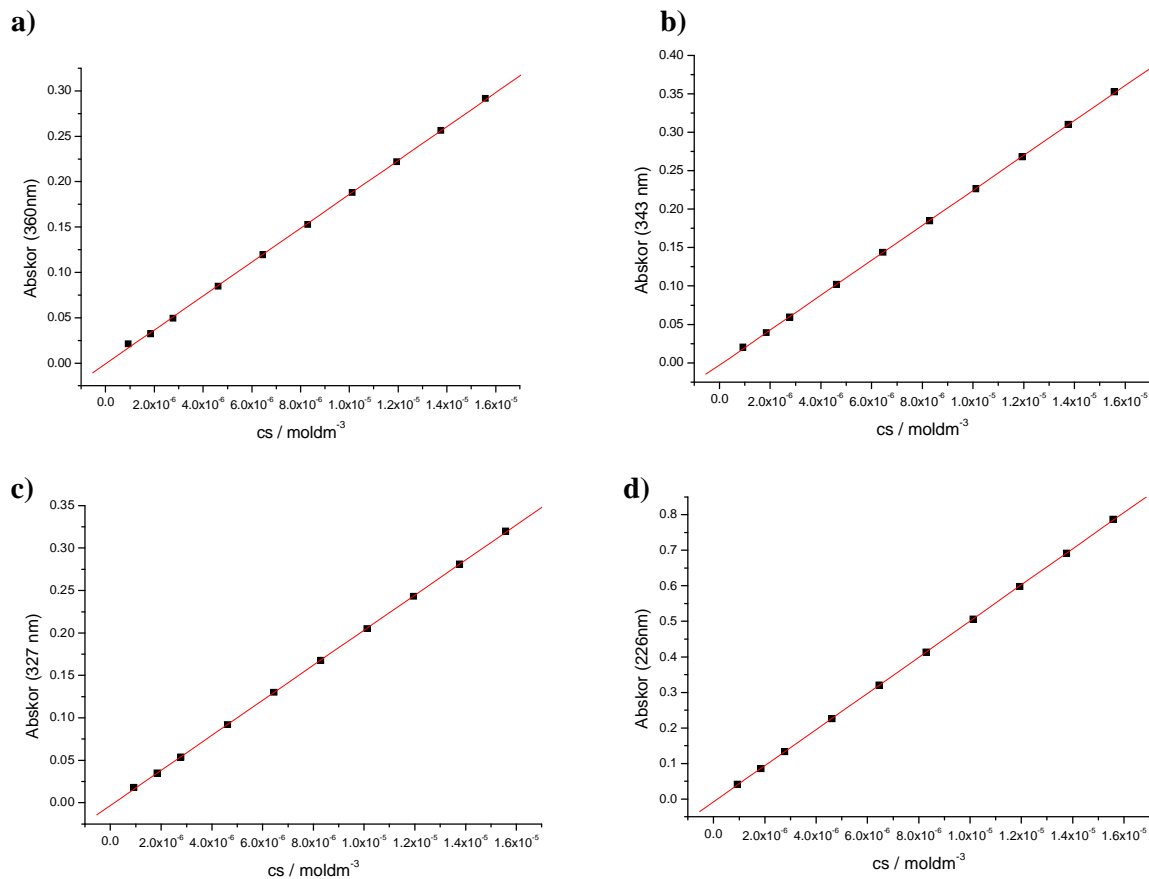 a)
Abskor (360nm)
0.30
0.25
0.20
0.15
0.10
0.05
0.00
0.0 2.0x10⁻⁶ 4.0x10⁻⁶ 6.0x10⁻⁶ 8.0x10⁻⁶ 1.0x10⁻⁵ 1.2x10⁻⁵ 1.4x10⁻⁵ 1.6x10⁻⁵
cs / moldm⁻³
b)
Abskor (343 nm)
0.40
0.35
0.30
0.25
0.20
0.15
0.10
0.05
0.00
0.0 2.0x10⁻⁶ 4.0x10⁻⁶ 6.0x10⁻⁶ 8.0x10⁻⁶ 1.0x10⁻⁵ 1.2x10⁻⁵ 1.4x10⁻⁵ 1.6x10⁻⁵
cs / moldm⁻³
c)
Abskor (327 nm)
0.35
0.30
0.25
0.20
0.15
0.10
0.05
0.00
0.0 2.0x10⁻⁶ 4.0x10⁻⁶ 6.0x10⁻⁶ 8.0x10⁻⁶ 1.0x10⁻⁵ 1.2x10⁻⁵ 1.4x10⁻⁵ 1.6x10⁻⁵
cs / moldm⁻³
d)
Abskor (226nm)
0.8
0.7
0.6
0.5
0.4
0.3
0.2
0.1
0.0
0.0 2.0x10⁻⁶ 4.0x10⁻⁶ 6.0x10⁻⁶ 8.0x10⁻⁶ 1.0x10⁻⁵ 1.2x10⁻⁵ 1.4x10⁻⁵ 1.6x10⁻⁵
cs / moldm⁻³